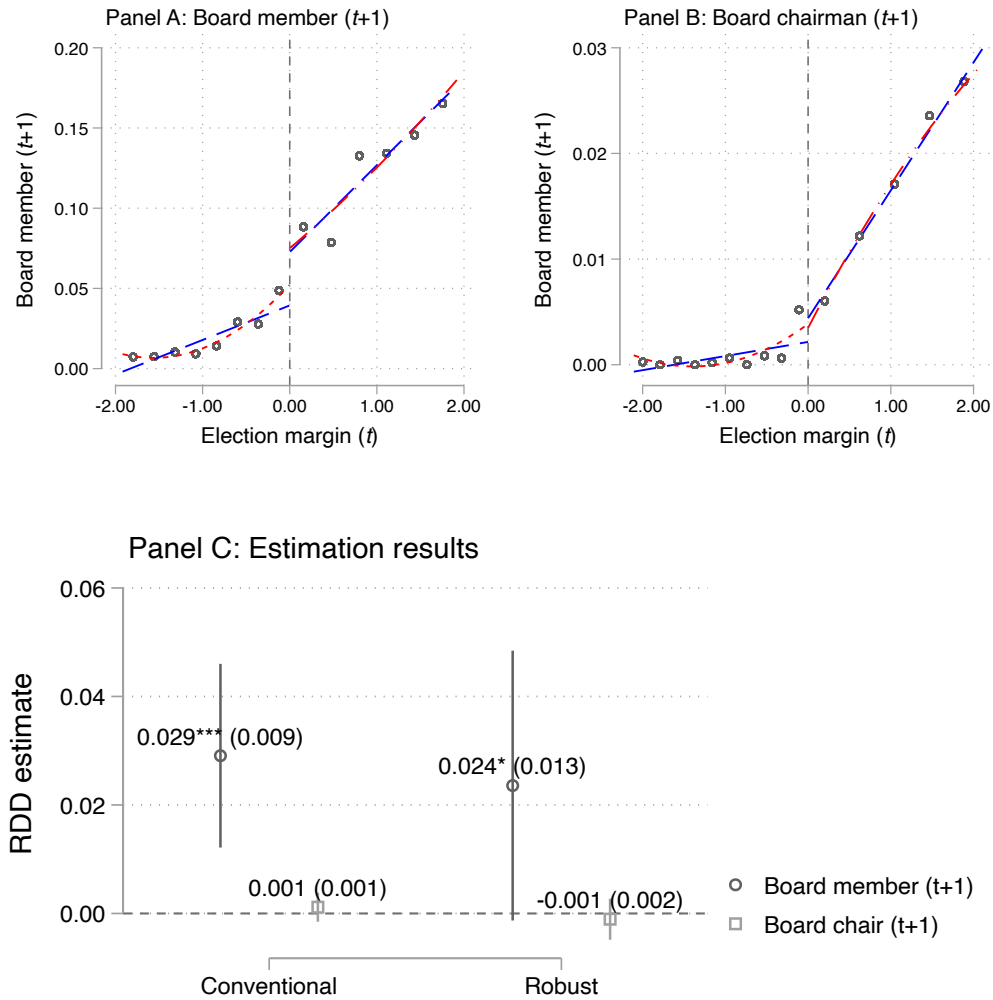 Panel A: Board member (t+1)
Board member (t+1)
0.20
0.15
0.10
0.05
0.00
-2.00 -1.00 0.00 1.00 2.00
Election margin (t)
Panel B: Board chairman (t+1)
Board member (t+1)
0.03
0.02
0.01
0.00
-2.00 -1.00 0.00 1.00 2.00
Election margin (t)
Panel C: Estimation results
RDD estimate
0.06
0.04
0.02
0.00
0.029*** (0.009)
0.024* (0.013)
0.001 (0.001)
-0.001 (0.002)
Conventional Robust
Board member (t+1)
Board chair (t+1)